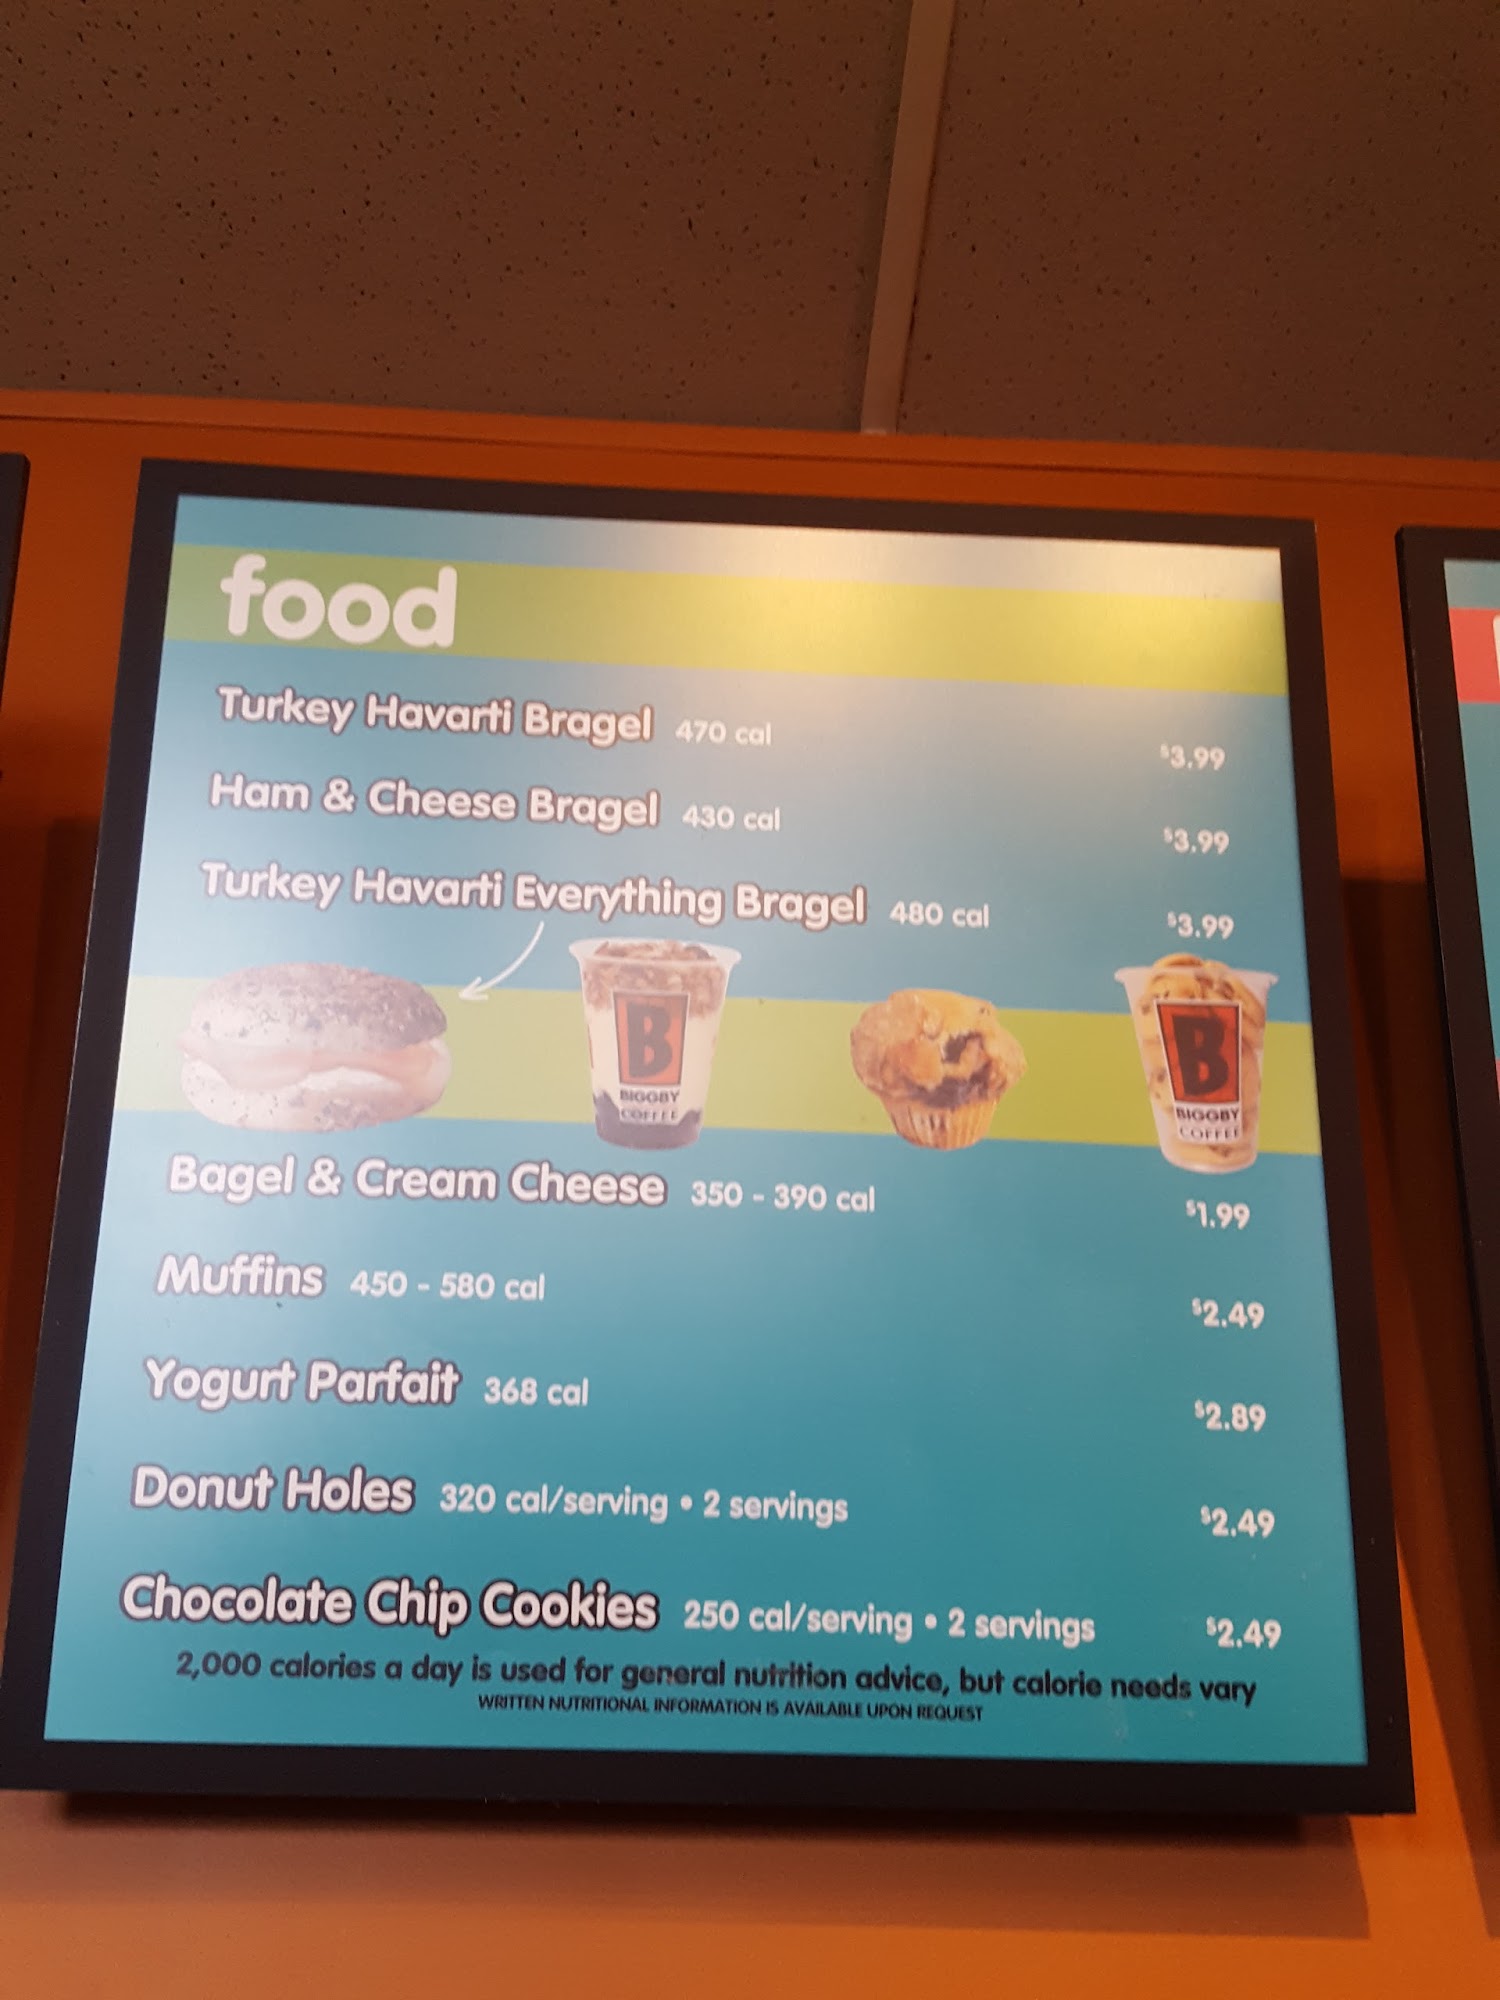 food
Turkey Havarti Bragel 470 cal $3.99
Ham & Cheese Bragel 430 cal $3.99
Turkey Havarti Everything Bragel 480 cal $3.99
B
BIGGBY
COFFEE
B
BIGGBY
COFFEE
Bagel & Cream Cheese 350 - 390 cal $1.99
Muffins 450 - 580 cal $2.49
Yogurt Parfait 368 cal $2.89
Donut Holes 320 cal/serving • 2 servings $2.49
Chocolate Chip Cookies 250 cal/serving • 2 servings $2.49
2,000 calories a day is used for general nutrition advice, but calorie needs vary
WRITTEN NUTRITIONAL INFORMATION IS AVAILABLE UPON REQUEST